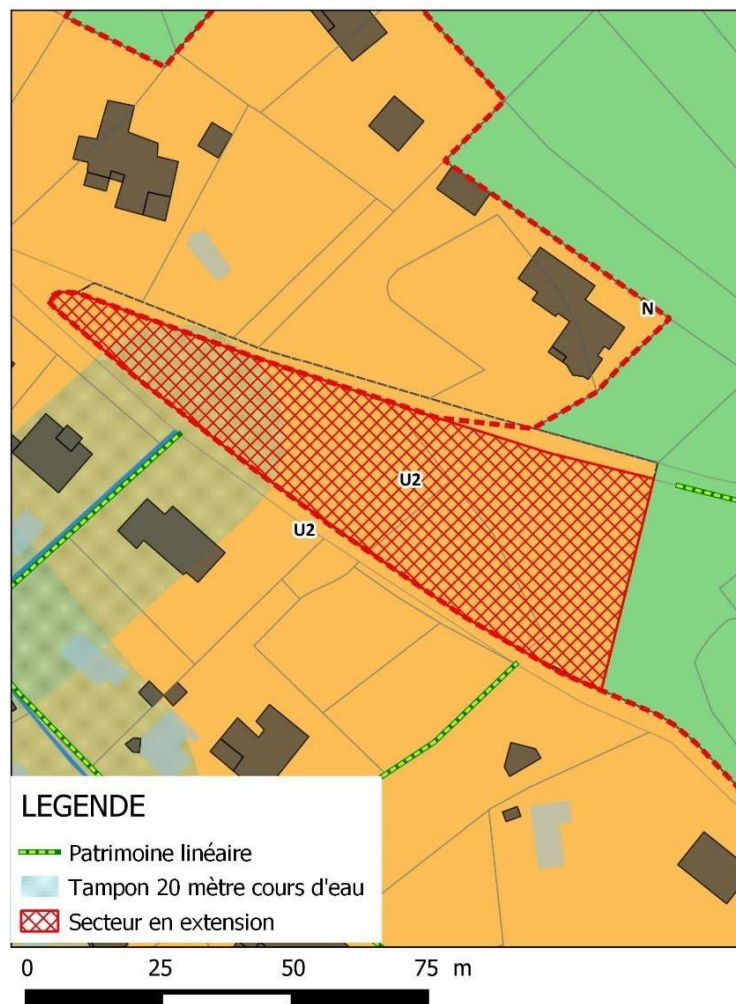 N
U2
U2
LEGENDE
Patrimoine linéaire
Tampon 20 mètre cours d'eau
Secteur en extension
0 25 50 75 m